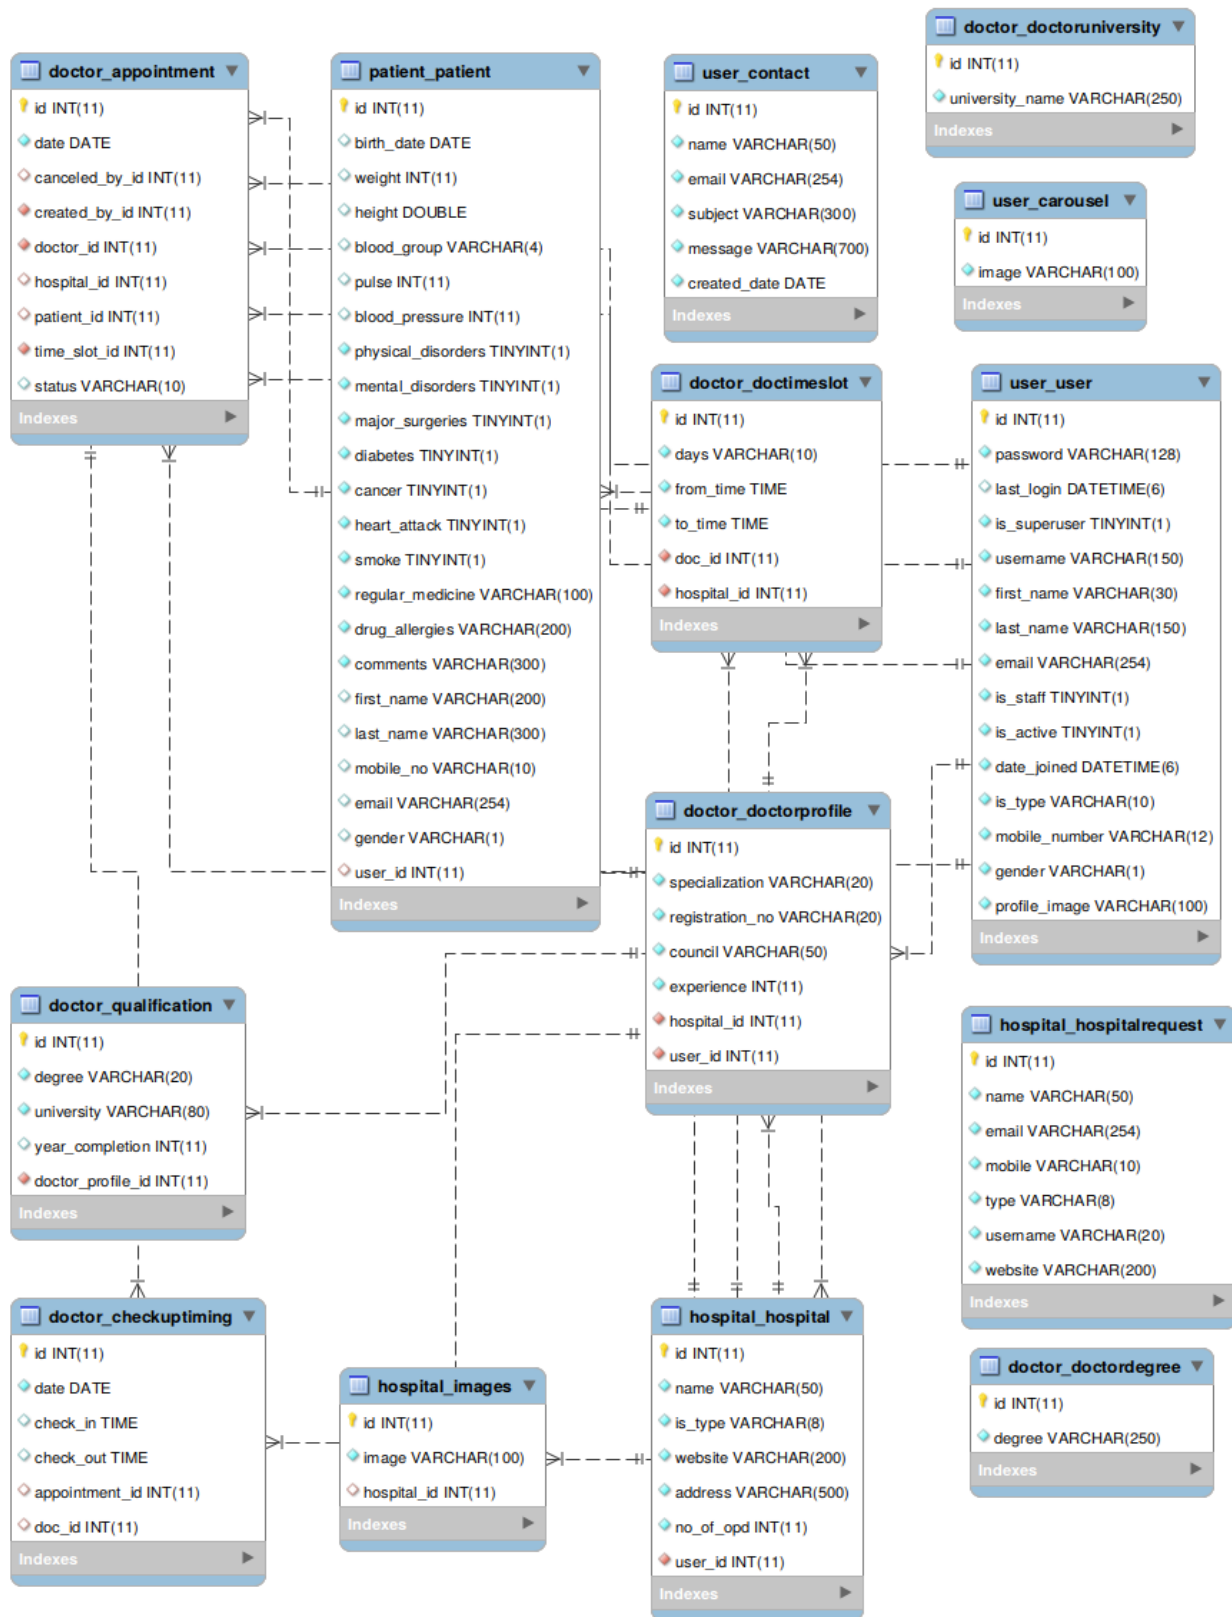 doctor_appointment
id INT(11)
date DATE
canceled_by_id INT(11)
created_by_id INT(11)
doctor_id INT(11)
hospital_id INT(11)
patient_id INT(11)
time_slot_id INT(11)
status VARCHAR(10)
Indexes
patient_patient
id INT(11)
birth_date DATE
weight INT(11)
height DOUBLE
blood_group VARCHAR(4)
pulse INT(11)
blood_pressure INT(11)
physical_disorders TINYINT(1)
mental_disorders TINYINT(1)
major_surgeries TINYINT(1)
diabetes TINYINT(1)
cancer TINYINT(1)
heart_attack TINYINT(1)
smoke TINYINT(1)
regular_medicine VARCHAR(100)
drug_allergies VARCHAR(200)
comments VARCHAR(300)
first_name VARCHAR(200)
last_name VARCHAR(300)
mobile_no VARCHAR(10)
email VARCHAR(254)
gender VARCHAR(1)
user_id INT(11)
Indexes
user_contact
id INT(11)
name VARCHAR(50)
email VARCHAR(254)
subject VARCHAR(300)
message VARCHAR(700)
created_date DATE
Indexes
doctor_doctoruniversity
id INT(11)
university_name VARCHAR(250)
Indexes
user_carousel
id INT(11)
image VARCHAR(100)
Indexes
doctor_doctimeslot
id INT(11)
days VARCHAR(10)
from_time TIME
to_time TIME
doc_id INT(11)
hospital_id INT(11)
Indexes
user_user
id INT(11)
password VARCHAR(128)
last_login DATETIME(6)
is_superuser TINYINT(1)
username VARCHAR(150)
first_name VARCHAR(30)
last_name VARCHAR(150)
email VARCHAR(254)
is_staff TINYINT(1)
is_active TINYINT(1)
date_joined DATETIME(6)
is_type VARCHAR(10)
mobile_number VARCHAR(12)
gender VARCHAR(1)
profile_image VARCHAR(100)
Indexes
doctor_doctorprofile
id INT(11)
specialization VARCHAR(20)
registration_no VARCHAR(20)
council VARCHAR(50)
experience INT(11)
hospital_id INT(11)
user_id INT(11)
Indexes
doctor_qualification
id INT(11)
degree VARCHAR(20)
university VARCHAR(80)
year_completion INT(11)
doctor_profile_id INT(11)
Indexes
hospital_hospitalrequest
id INT(11)
name VARCHAR(50)
email VARCHAR(254)
mobile VARCHAR(10)
type VARCHAR(8)
username VARCHAR(20)
website VARCHAR(200)
Indexes
doctor_checkuptiming
id INT(11)
date DATE
check_in TIME
check_out TIME
appointment_id INT(11)
doc_id INT(11)
Indexes
hospital_images
id INT(11)
image VARCHAR(100)
hospital_id INT(11)
Indexes
hospital_hospital
id INT(11)
name VARCHAR(50)
is_type VARCHAR(8)
website VARCHAR(200)
address VARCHAR(500)
no_of_opd INT(11)
user_id INT(11)
Indexes
doctor_doctordegree
id INT(11)
degree VARCHAR(250)
Indexes